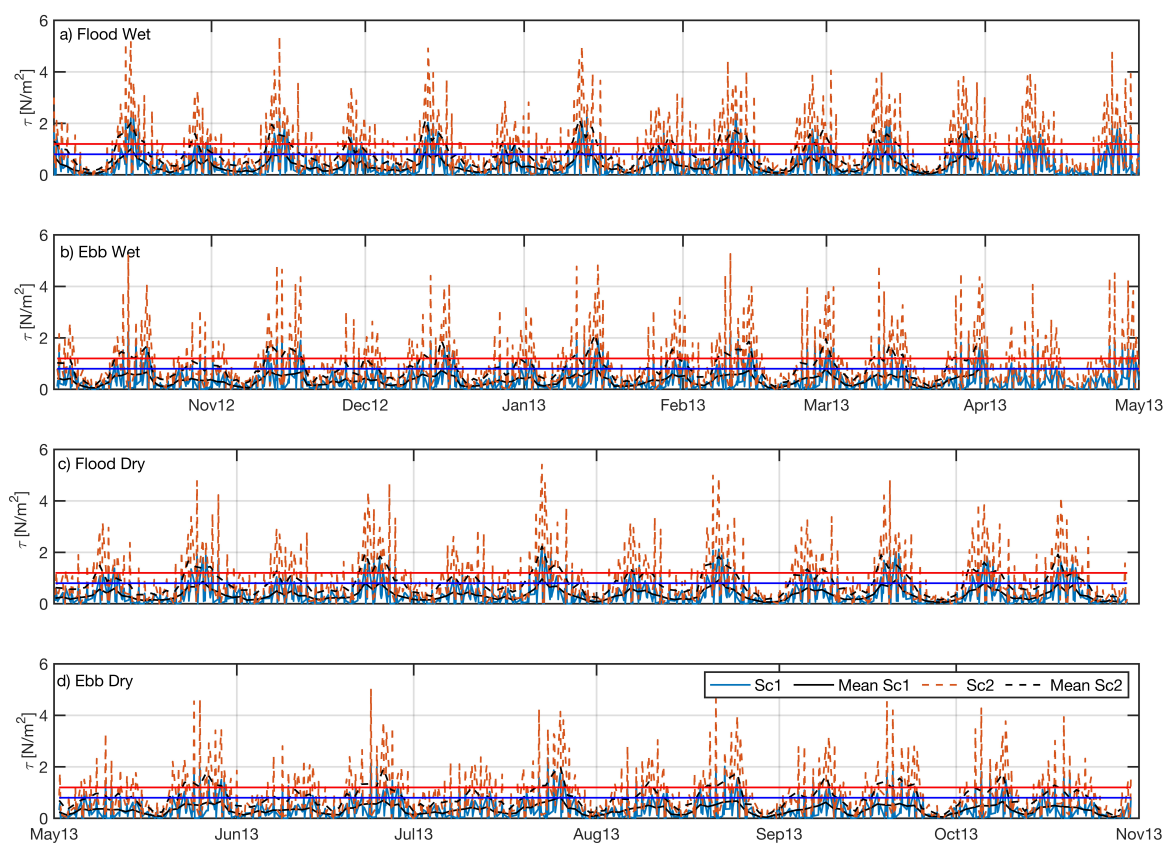 a) Flood Wet
6
4
2
0
τ [N/m²]
b) Ebb Wet
6
4
2
0
τ [N/m²]
Nov12 Dec12 Jan13 Feb13 Mar13 Apr13 May13
c) Flood Dry
6
4
2
0
τ [N/m²]
d) Ebb Dry
6
4
2
0
τ [N/m²]
Sc1 Mean Sc1 Sc2 Mean Sc2
May13 Jun13 Jul13 Aug13 Sep13 Oct13 Nov13